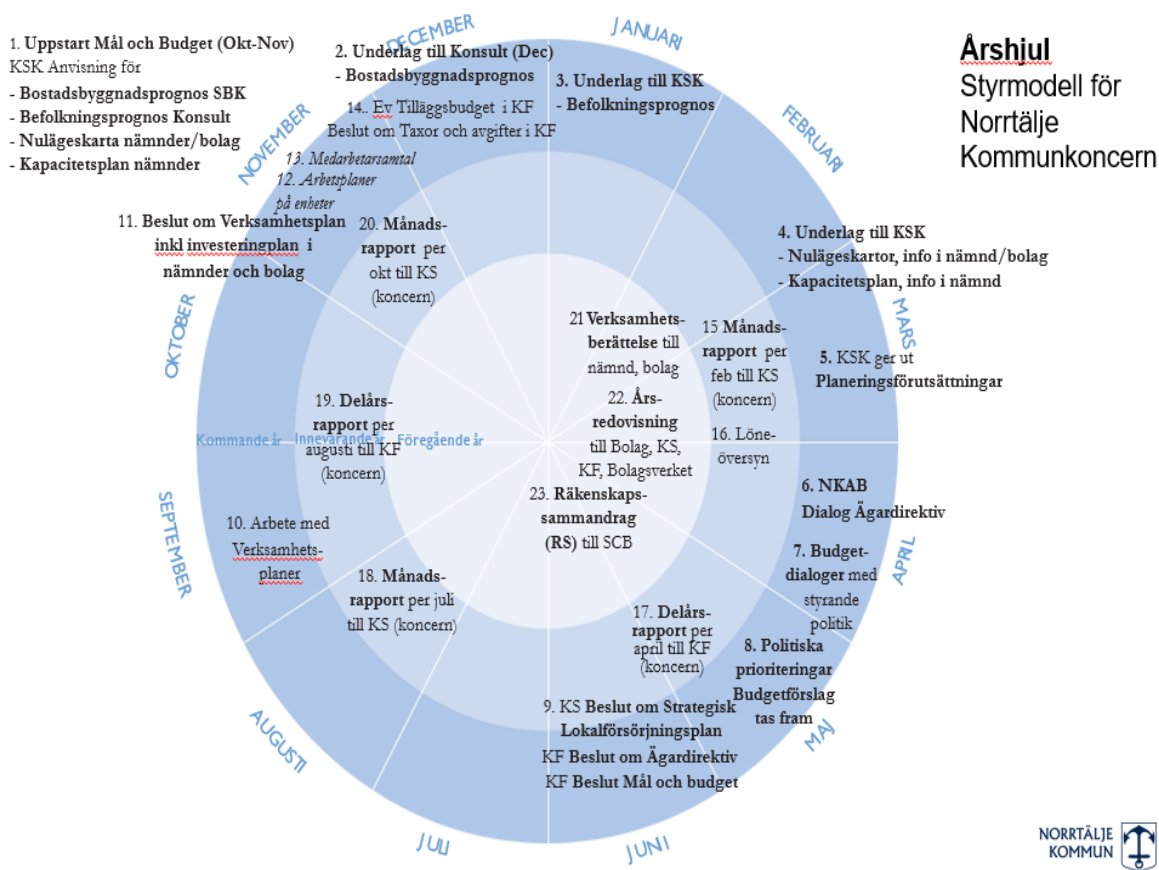 Årshjul
Styrmodell för
Norrtälje
Kommunkoncern
1. Uppstart Mål och Budget (Okt-Nov)
KSK Anvisning för
- Bostadsbyggnadsprognos SBK
- Befolkningsprognos Konsult
- Nulägeskarta nämnder/bolag
- Kapacitetsplan nämnder
DECEMBER
2. Underlag till Konsult (Dec)
- Bostadsbyggnadsprognos
14.. Ev Tilläggsbudget i KF
Beslut om Taxor och avgifter i KF
JANUARI
3. Underlag till KSK
- Befolkningsprognos
FEBRUARI
NOVEMBER
13. Medarbetarsamtal
12. Arbetsplaner
på enheter
11. Beslut om Verksamhetsplan
inkl investeringplan i
nämnder och bolag
20. Månads-
rapport per
okt till KS
(koncern)
4. Underlag till KSK
- Nulägeskartor, info i nämnd/bolag
- Kapacitetsplan, info i nämnd
MARS
OKTOBER
21 Verksamhets-
berättelse till
nämnd, bolag
15 Månads-
rapport per
feb till KS
(koncern)
5. KSK ger ut
Planeringsförutsättningar
19. Delårs-
rapport per
augusti till KF
(koncern)
Kommande år
Innevarande år
Föregående år
22. Års-
redovisning
till Bolag, KS,
KF, Bolagsverket
16. Löne-
översyn
23. Räkenskaps-
sammandrag
(RS) till SCB
6. NKAB
Dialog Ägardirektiv
SEPTEMBER
10. Arbete med
Verksamhets-
planer
APRIL
7. Budget-
dialoger med
styrande
politik
18. Månads-
rapport per juli
till KS (koncern)
17. Delårs-
rapport per
april till KF
(koncern)
8. Politiska
prioriteringar
Budgetförslag
tas fram
MAJ
9. KS Beslut om Strategisk
Lokalförsörjningsplan
KF Beslut om Ägardirektiv
KF Beslut Mål och budget
AUGUSTI
JULI
JUNI
NORRTÄLJE
KOMMUN